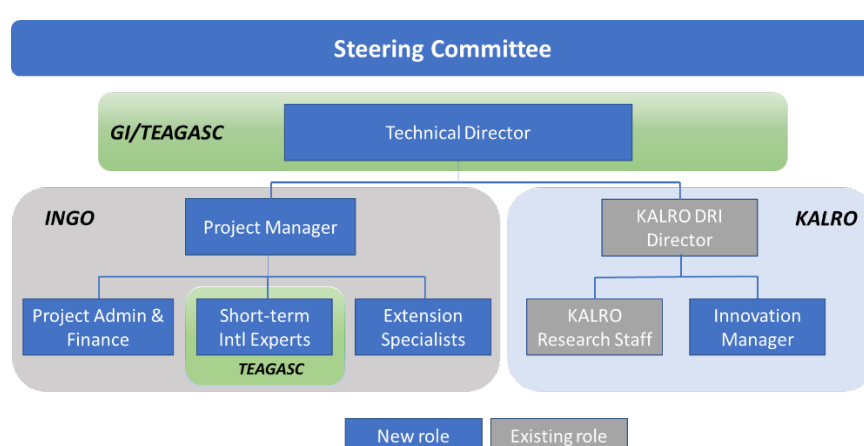 Steering Committee
GI/TEAGASC
Technical Director
INGO
Project Manager
KALRO DRI
Director
KALRO
Project Admin &
Finance
Short-term
Intl Experts
Extension
Specialists
TEAGASC
KALRO
Research Staff
Innovation
Manager
New role
Existing role